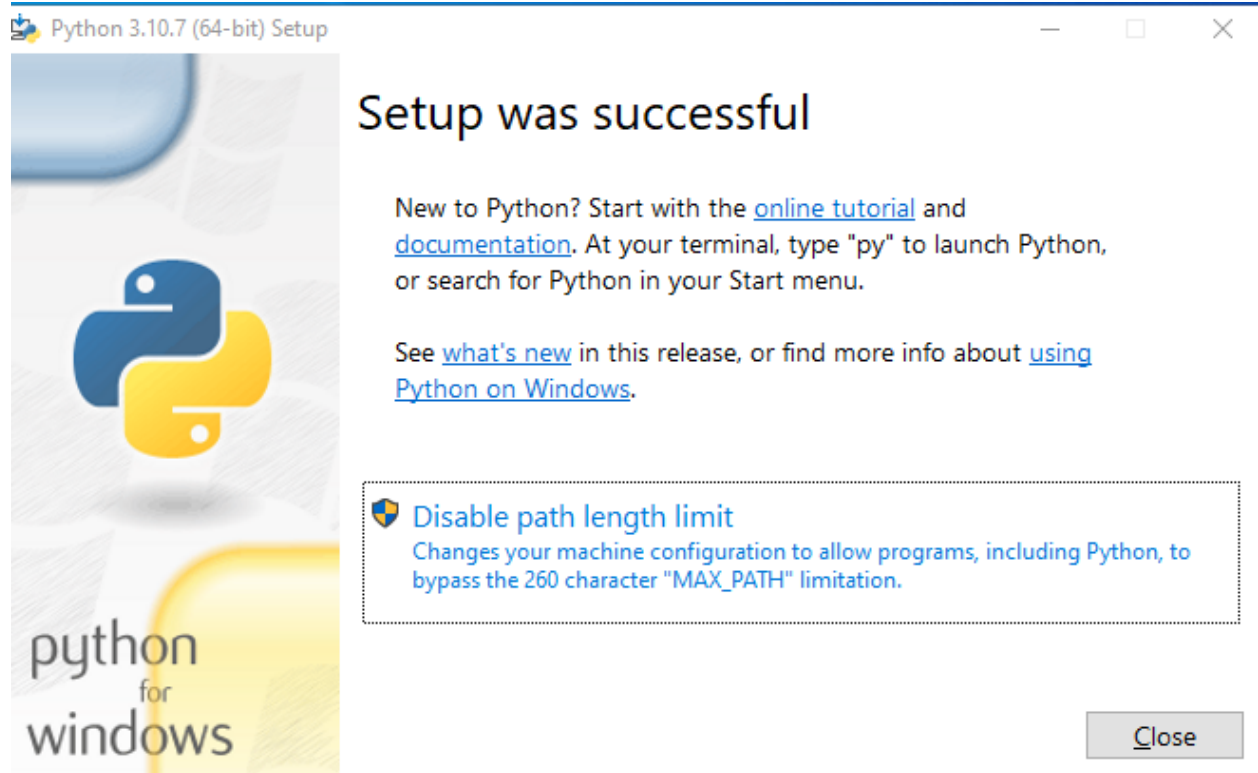 Python 3.10.7 (64-bit) Setup
Setup was successful
New to Python? Start with the online tutorial and
documentation. At your terminal, type "py" to launch Python,
or search for Python in your Start menu.
See what's new in this release, or find more info about using
Python on Windows.
Disable path length limit
Changes your machine configuration to allow programs, including Python, to
bypass the 260 character "MAX_PATH" limitation.
python
for
windows
Close